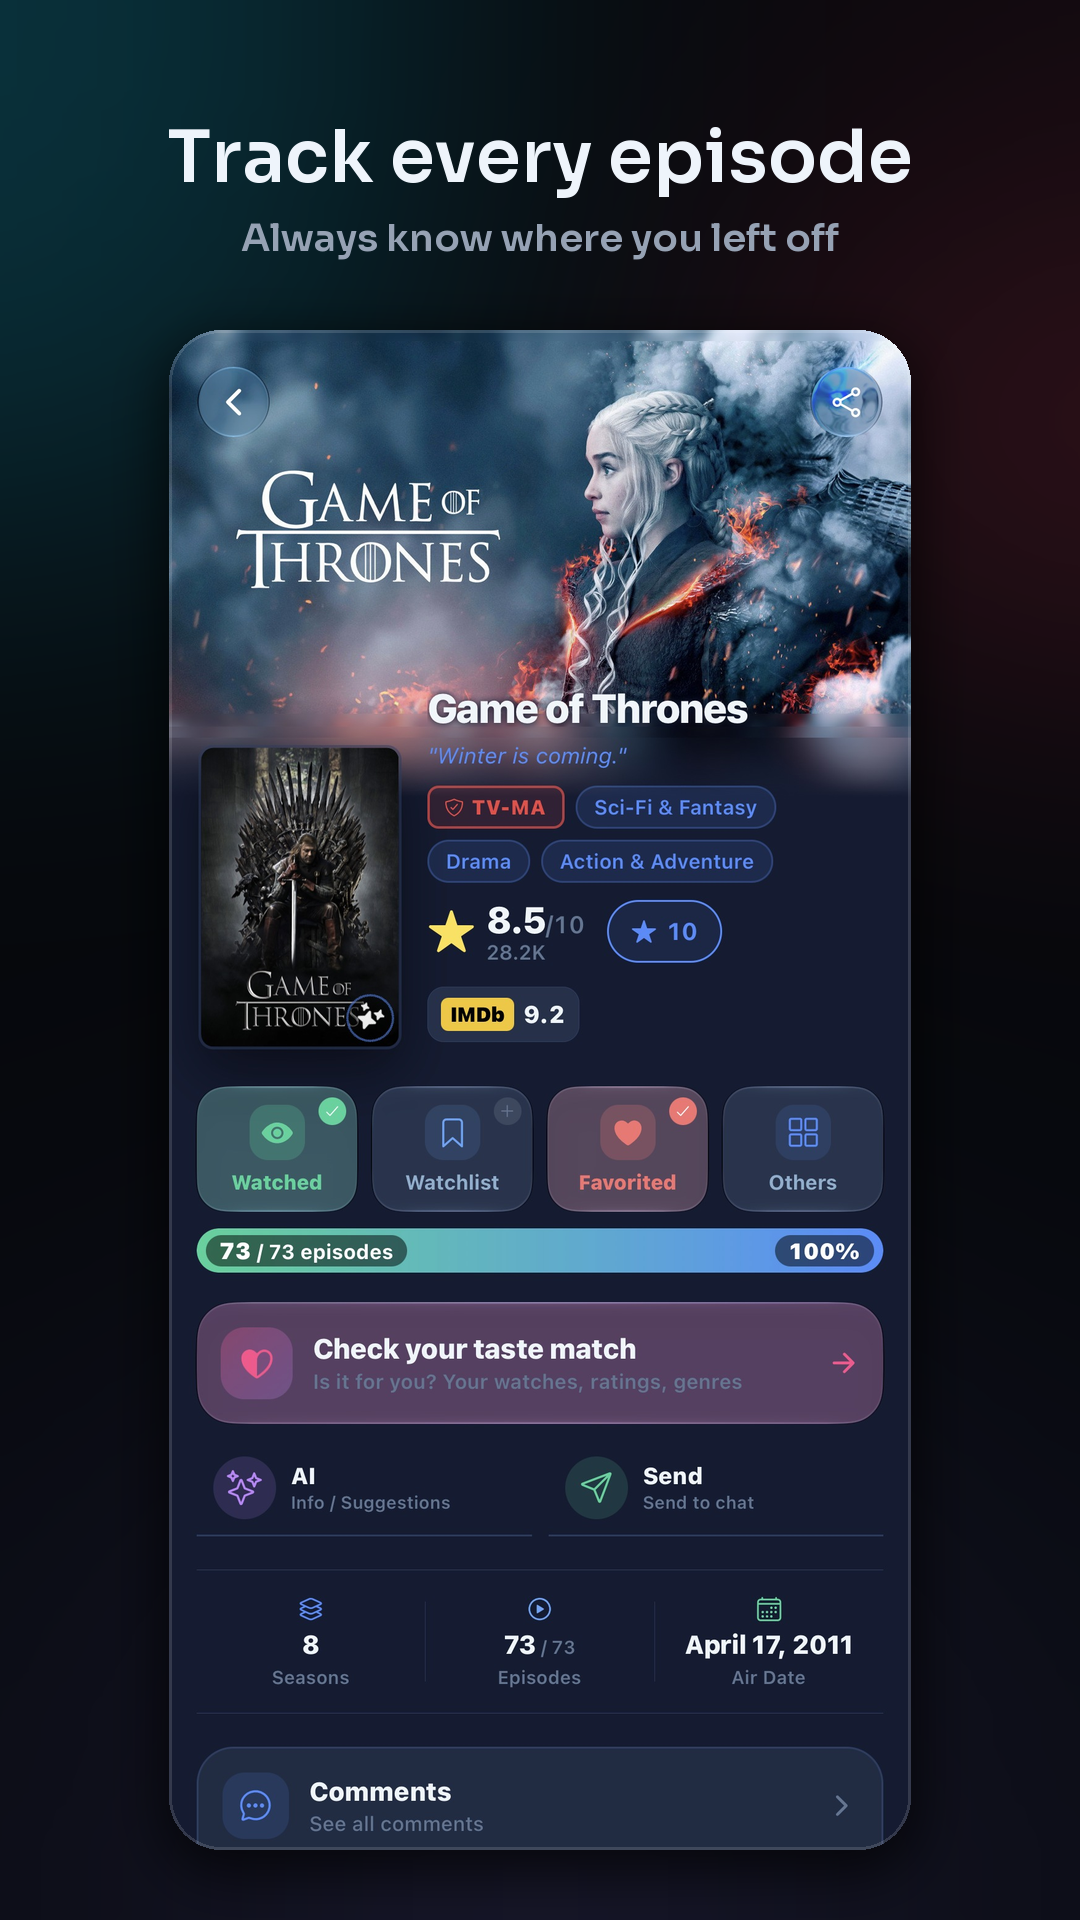 Track every episode
Always know where you left off
GAME OF
THRONES
Game of Thrones
"Winter is coming."
TV-MA
Sci-Fi & Fantasy
Drama
Action & Adventure
8.5/10
28.2K
10
IMDb 9.2
GAME OF
THRONES
Watched
Watchlist
Favorited
Others
73 / 73 episodes
100%
Check your taste match
Is it for you? Your watches, ratings, genres
AI
Info / Suggestions
Send
Send to chat
8
Seasons
73 / 73
Episodes
April 17, 2011
Air Date
Comments
See all comments